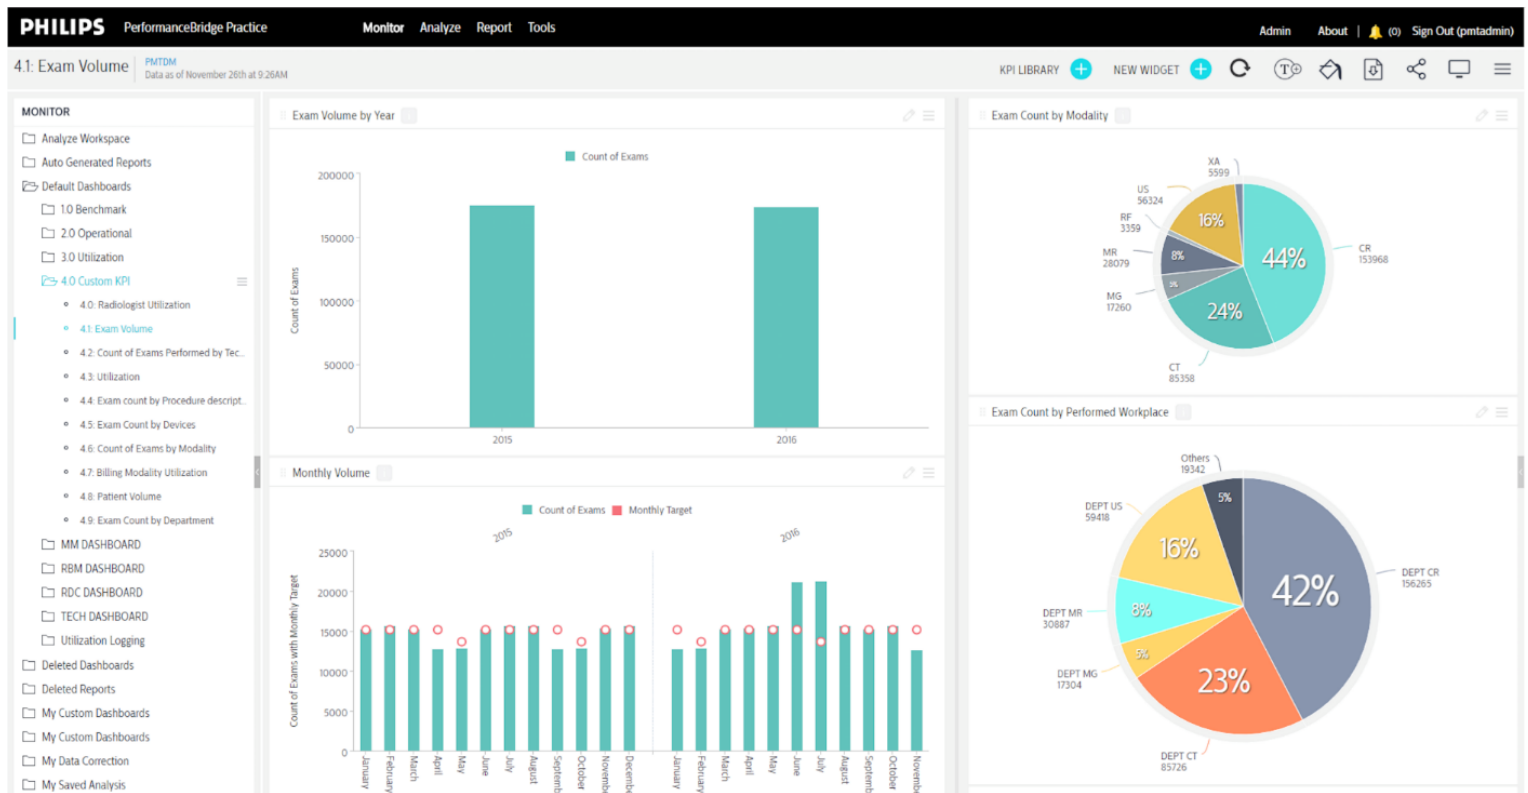 PHILIPS PerformanceBridge Practice Monitor Analyze Report Tools Admin About | (0) Sign Out (pmtadmin)
4.1: Exam Volume PMTDM
Data as of November 26th at 9:26AM
KPI LIBRARY NEW WIDGET
MONITOR
Analyze Workspace
Auto Generated Reports
Default Dashboards
1.0 Benchmark
2.0 Operational
3.0 Utilization
4.0 Custom KPI
4.0: Radiologist Utilization
4.1: Exam Volume
4.2: Count of Exams Performed by Tec...
4.3: Utilization
4.4: Exam count by Procedure descript...
4.5: Exam Count by Devices
4.6: Count of Exams by Modality
4.7: Billing Modality Utilization
4.8: Patient Volume
4.9: Exam Count by Department
MM DASHBOARD
RBM DASHBOARD
RDC DASHBOARD
TECH DASHBOARD
Utilization Logging
Deleted Dashboards
Deleted Reports
My Custom Dashboards
My Custom Dashboards
My Data Correction
My Saved Analysis
Exam Volume by Year
Count of Exams
Count of Exams
200000
150000
100000
50000
0
2015 2016
Monthly Volume
Count of Exams Monthly Target
2015 2016
Count of Exams with Monthly Target
25000
20000
15000
10000
5000
0
January February March April May June July August Septemb October Novembe Decembe January February March April May June July August Septemb October Novembe
Exam Count by Modality
XA
5599
US
56324
RF
3359
MR
28079
MG
17260
CT
85358
CR
153968
16%
44%
8%
24%
Exam Count by Performed Workplace
Others
19342
DEPT US
59418
DEPT MR
30887
DEPT MG
17304
DEPT CT
85726
DEPT CR
156265
5%
16%
42%
8%
5%
23%